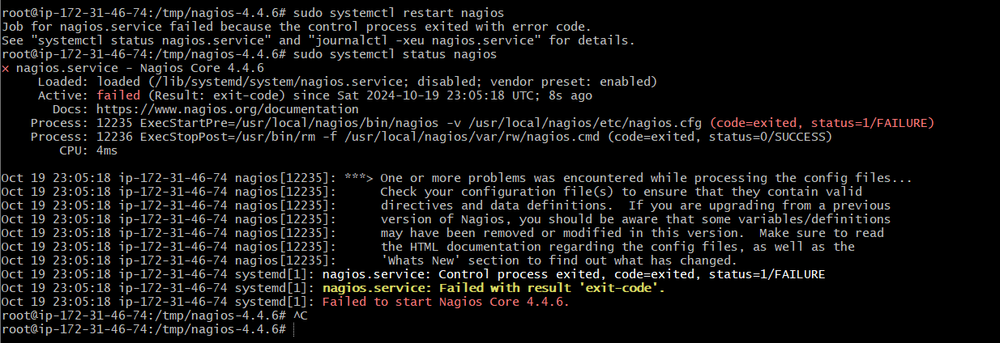 root@ip-172-31-46-74:/tmp/nagios-4.4.6# sudo systemctl restart nagios
Job for nagios.service failed because the control process exited with error code.
See "systemctl status nagios.service" and "journalctl -xeu nagios.service" for details.
root@ip-172-31-46-74:/tmp/nagios-4.4.6# sudo systemctl status nagios
× nagios.service - Nagios Core 4.4.6
     Loaded: loaded (/lib/systemd/system/nagios.service; disabled; vendor preset: enabled)
     Active: failed (Result: exit-code) since Sat 2024-10-19 23:05:18 UTC; 8s ago
       Docs: https://www.nagios.org/documentation
    Process: 12235 ExecStartPre=/usr/local/nagios/bin/nagios -v /usr/local/nagios/etc/nagios.cfg (code=exited, status=1/FAILURE)
    Process: 12236 ExecStopPost=/usr/bin/rm -f /usr/local/nagios/var/rw/nagios.cmd (code=exited, status=0/SUCCESS)
        CPU: 4ms
Oct 19 23:05:18 ip-172-31-46-74 nagios[12235]: ***> One or more problems was encountered while processing the config files...
Oct 19 23:05:18 ip-172-31-46-74 nagios[12235]:      Check your configuration file(s) to ensure that they contain valid
Oct 19 23:05:18 ip-172-31-46-74 nagios[12235]:      directives and data definitions.  If you are upgrading from a previous
Oct 19 23:05:18 ip-172-31-46-74 nagios[12235]:      version of Nagios, you should be aware that some variables/definitions
Oct 19 23:05:18 ip-172-31-46-74 nagios[12235]:      may have been removed or modified in this version.  Make sure to read
Oct 19 23:05:18 ip-172-31-46-74 nagios[12235]:      the HTML documentation regarding the config files, as well as the
Oct 19 23:05:18 ip-172-31-46-74 nagios[12235]:      'Whats New' section to find out what has changed.
Oct 19 23:05:18 ip-172-31-46-74 systemd[1]: nagios.service: Control process exited, code=exited, status=1/FAILURE
Oct 19 23:05:18 ip-172-31-46-74 systemd[1]: nagios.service: Failed with result 'exit-code'.
Oct 19 23:05:18 ip-172-31-46-74 systemd[1]: Failed to start Nagios Core 4.4.6.
root@ip-172-31-46-74:/tmp/nagios-4.4.6# ^C
root@ip-172-31-46-74:/tmp/nagios-4.4.6#